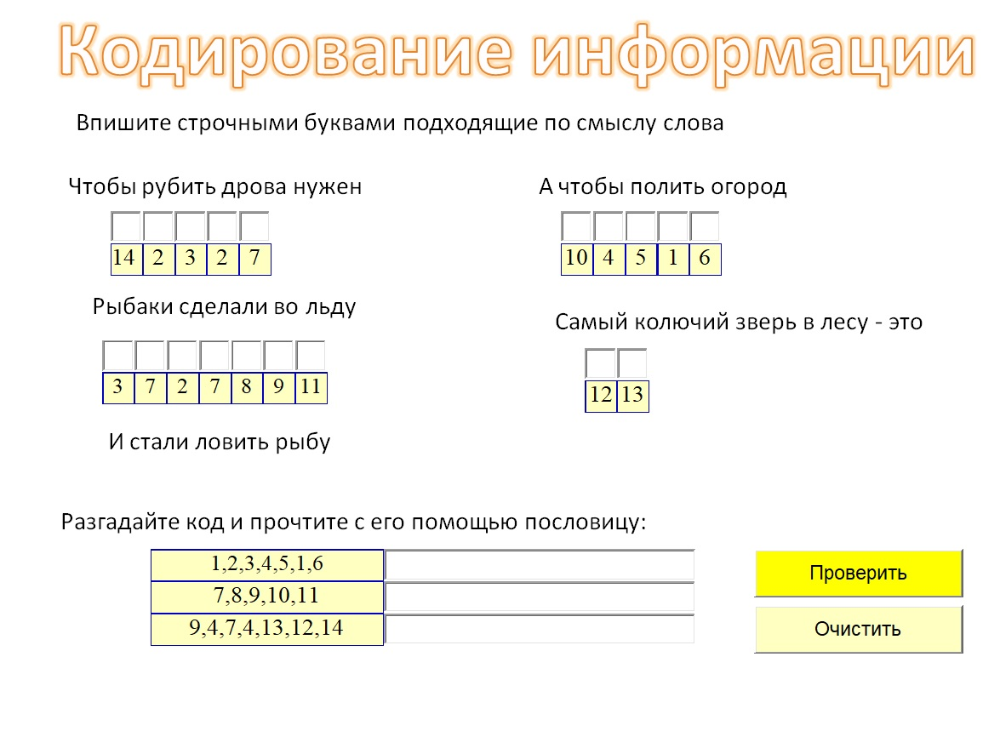 Кодирование информации
Впишите строчными буквами подходящие по смыслу слова
Чтобы рубить дрова нужен
14 2 3 2 7
А чтобы полить огород
10 4 5 1 6
Рыбаки сделали во льду
3 7 2 7 8 9 11
Самый колючий зверь в лесу - это
12 13
И стали ловить рыбу
Разгадайте код и прочтите с его помощью пословицу:
1,2,3,4,5,1,6
7,8,9,10,11
9,4,7,4,13,12,14
Проверить
Очистить